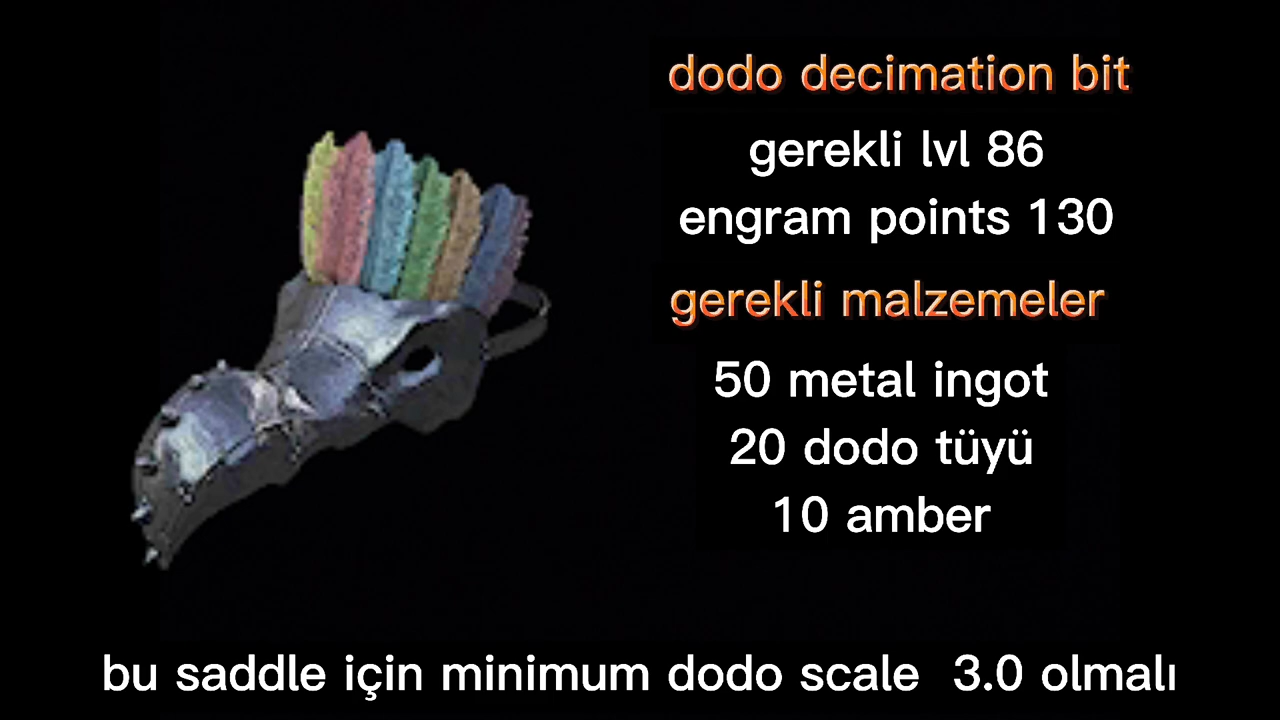 dodo decimation bit
gerekli lvl 86
engram points 130
gerekli malzemeler
50 metal ingot
20 dodo tüyü
10 amber
bu saddle için minimum dodo scale 3.0 olmalı